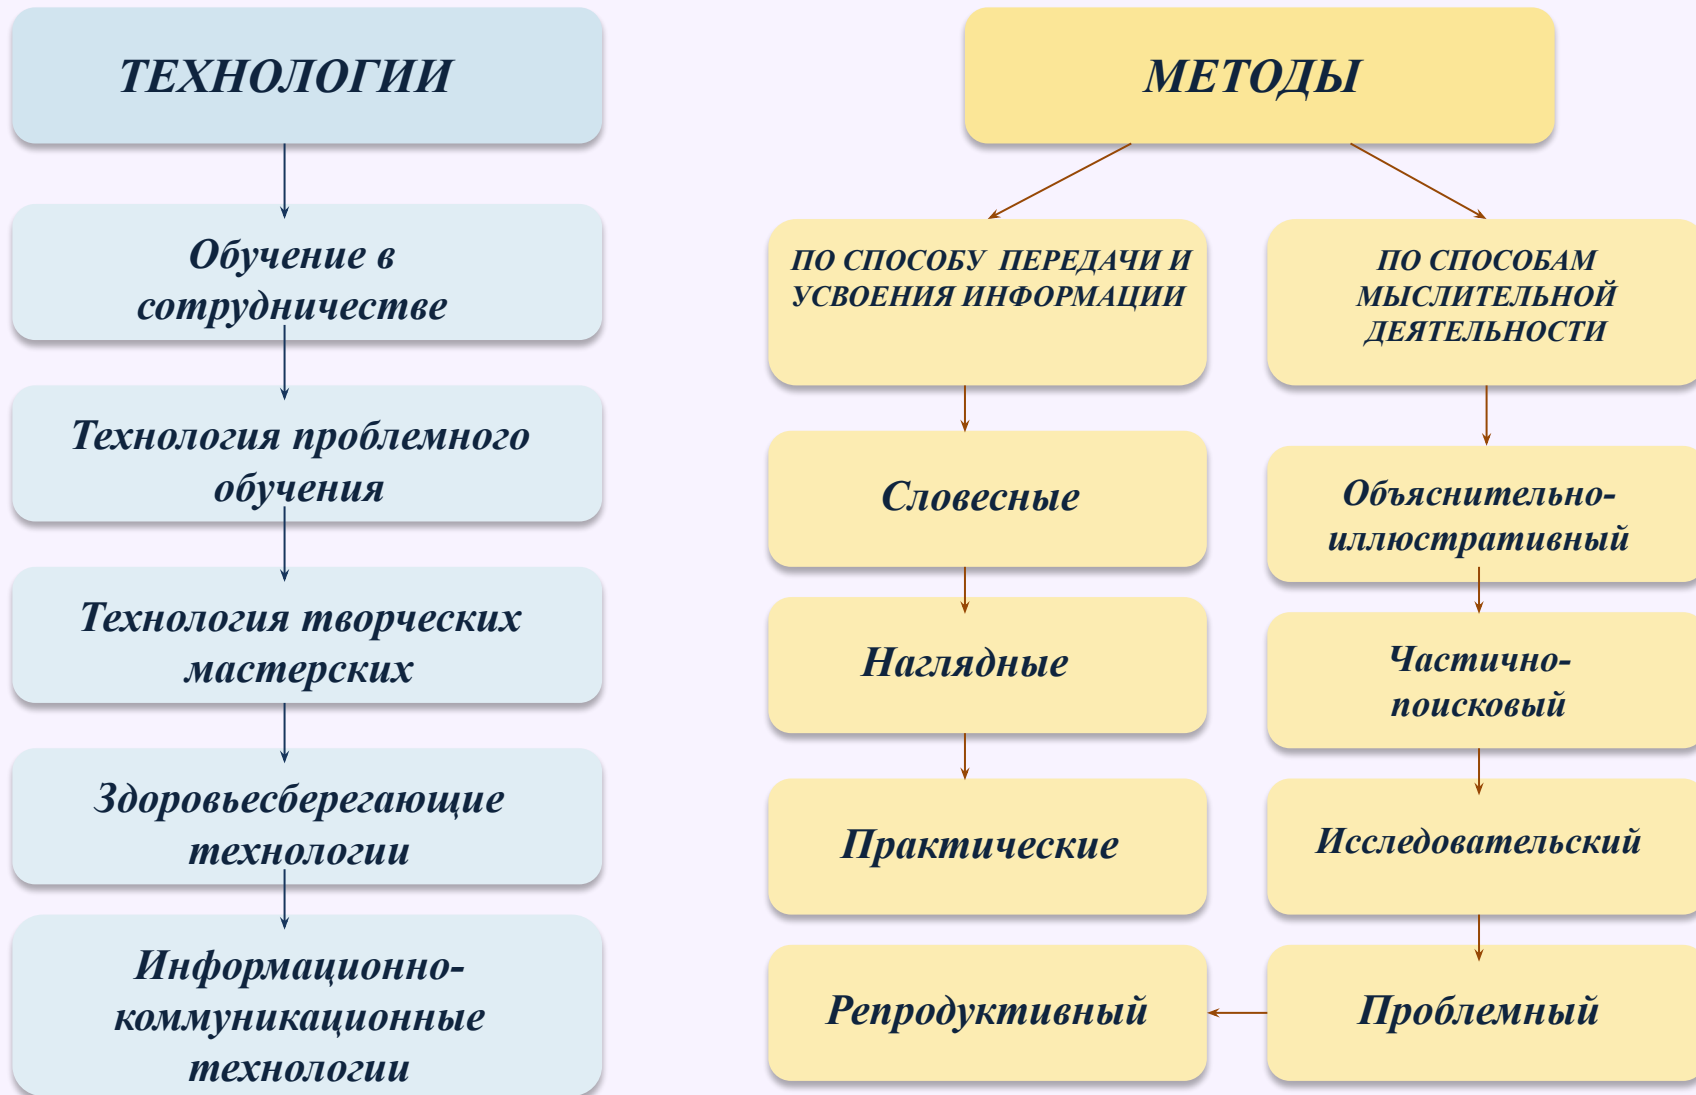 ТЕХНОЛОГИИ
Обучение в
сотрудничестве
Технология проблемного
обучения
Технология творческих
мастерских
Здоровьесберегающие
технологии
Информационно-
коммуникационные
технологии
МЕТОДЫ
ПО СПОСОБУ ПЕРЕДАЧИ И
УСВОЕНИЯ ИНФОРМАЦИИ
Словесные
Наглядные
Практические
ПО СПОСОБАМ
МЫСЛИТЕЛЬНОЙ
ДЕЯТЕЛЬНОСТИ
Объяснительно-
иллюстративный
Частично-
поисковый
Исследовательский
Проблемный
Репродуктивный